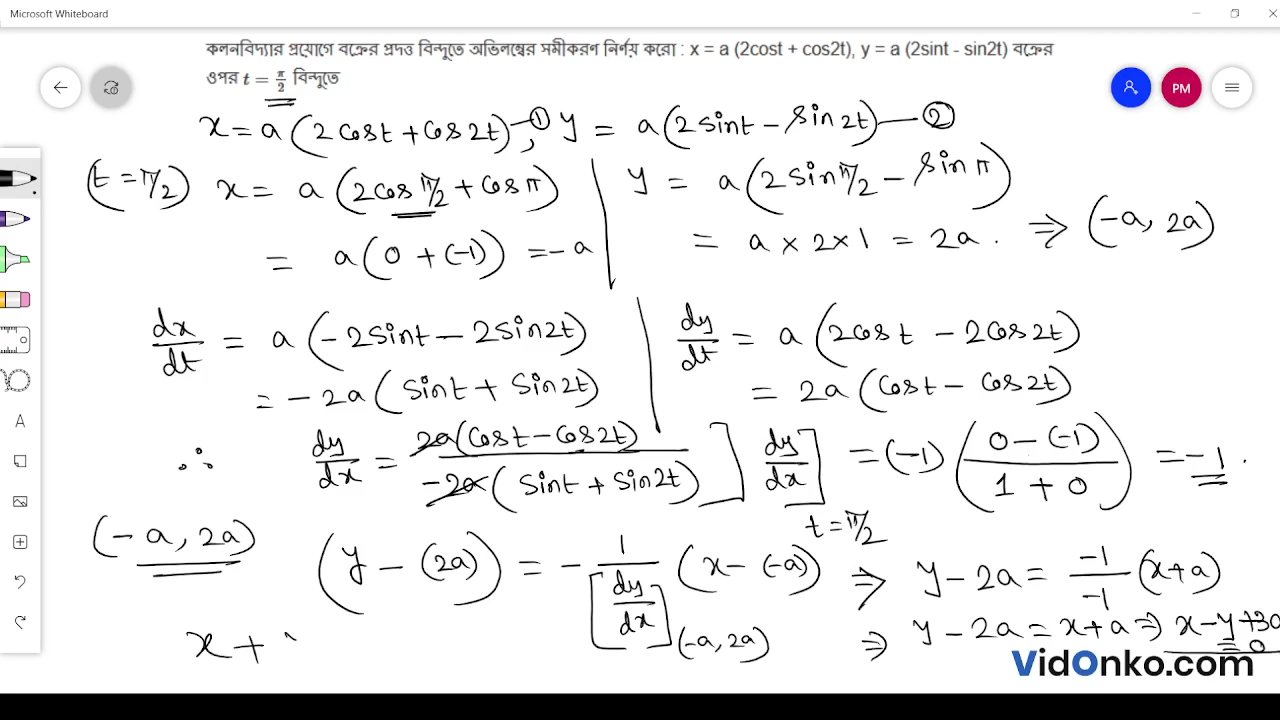 Microsoft Whiteboard
কলনবিদ্যার প্রয়োগে বক্রের প্রদত্ত বিন্দুতে অভিলম্বের সমীকরণ নির্ণয় করো : x = a (2cost + cos2t), y = a (2sint - sin2t) বক্রের
ওপর t = π/2 বিন্দুতে
PM
x = a (2cost + cos2t) —①, y = a(2sint – sin2t) — ②
(t = π/2) x = a (2cos π/2 + cos π)
y = a (2sin π/2 – sin π)
= a (0 + (-1)) = -a
= a × 2 × 1 = 2a . ⇒ (-a, 2a)
dx/dt = a (-2sint – 2sin2t)
dy/dt = a (2cost – 2cos2t)
= -2a (sint + sin2t)
= 2a (cost – cos2t)
∴ dy/dx = 2a(cost – cos2t) / -2a (sint + sin2t) ] dy/dx ] t = π/2 = (-1) (0 – (-1) / 1 + 0) = -1 .
(-a, 2a) (y – (2a)) = – 1/[dy/dx](-a, 2a) (x – (-a)) ⇒ y – 2a = -1/-1 (x + a)
⇒ y – 2a = x + a ⇒ x – y + 3a = 0
x +
VidOnko.com